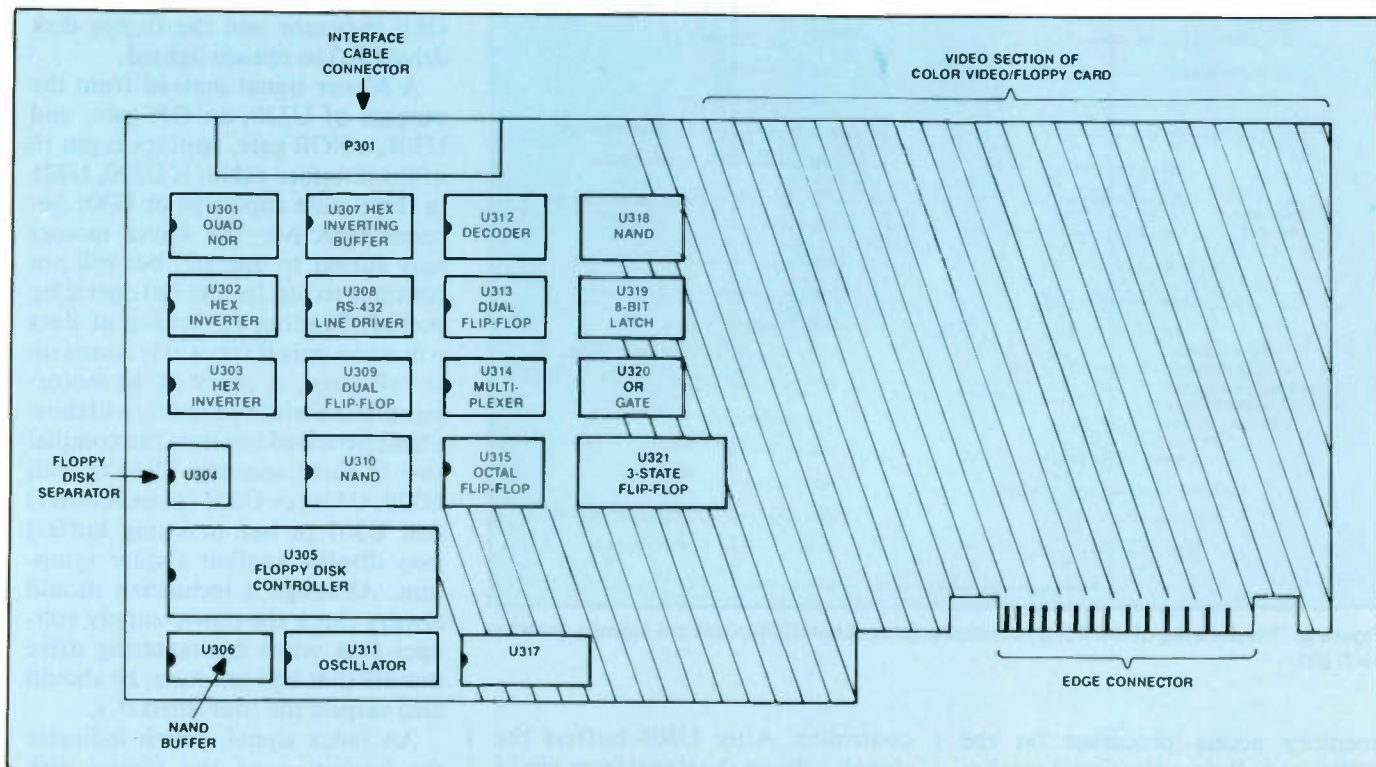 INTERFACE
CABLE
CONNECTOR
VIDEO SECTION OF
COLOR VIDEO/FLOPPY CARD
P301
U301
QUAD
NOR
U307 HEX
INVERTING
BUFFER
U312
DECODER
U318
NAND
U302
HEX
INVERTER
U308
RS-432
LINE DRIVER
U313
DUAL
FLIP-FLOP
U319
8-BIT
LATCH
U303
HEX
INVERTER
U309
DUAL
FLIP-FLOP
U314
MULTI-
PLEXER
U320
OR
GATE
FLOPPY
DISK
SEPARATOR
U304
U310
NAND
U315
OCTAL
FLIP-FLOP
U321
3-STATE
FLIP-FLOP
U305
FLOPPY DISK
CONTROLLER
U306
U311
OSCILLATOR
U317
EDGE CONNECTOR
NAND
BUFFER